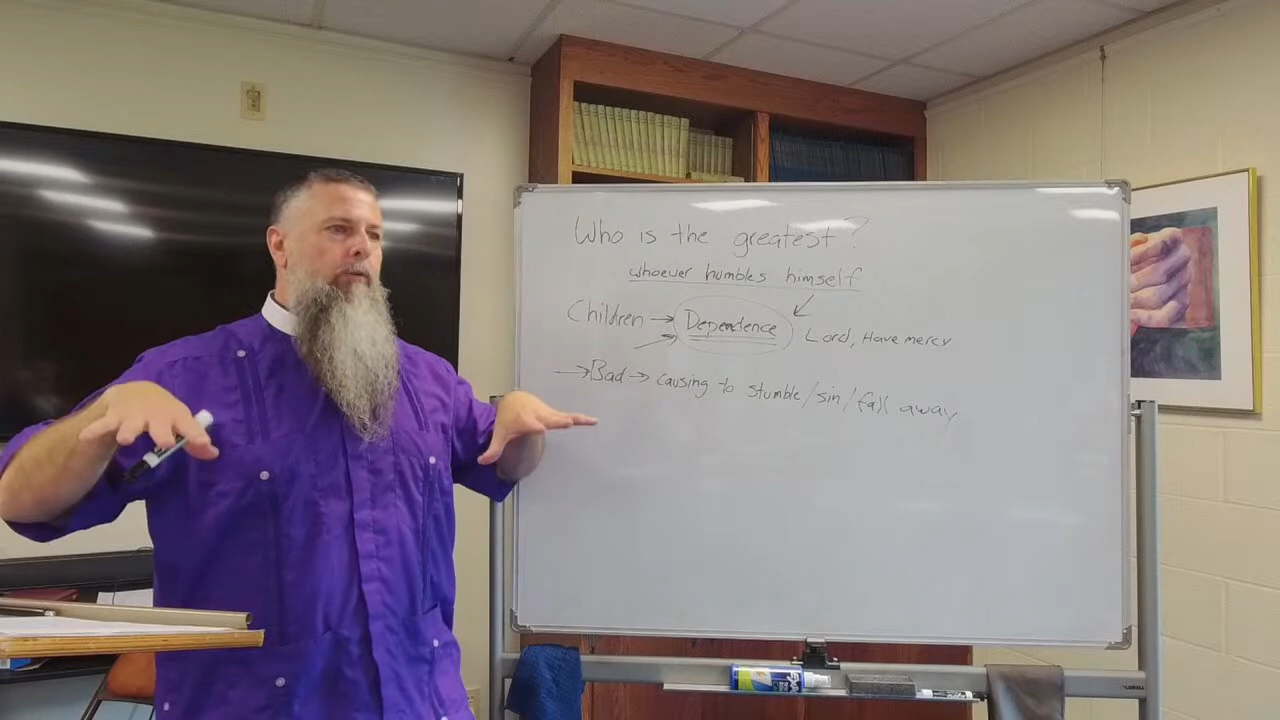 Who is the greatest?
whoever humbles himself
Children → Dependence
Lord, Have mercy
→ Bad → causing to stumble/sin/fall away